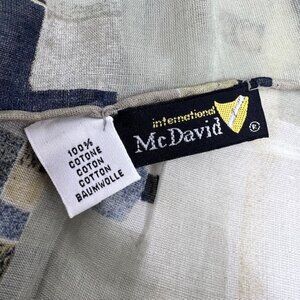 international
McDavid
®
100%
COTONE
COTON
COTTON
BAUMWOLLE